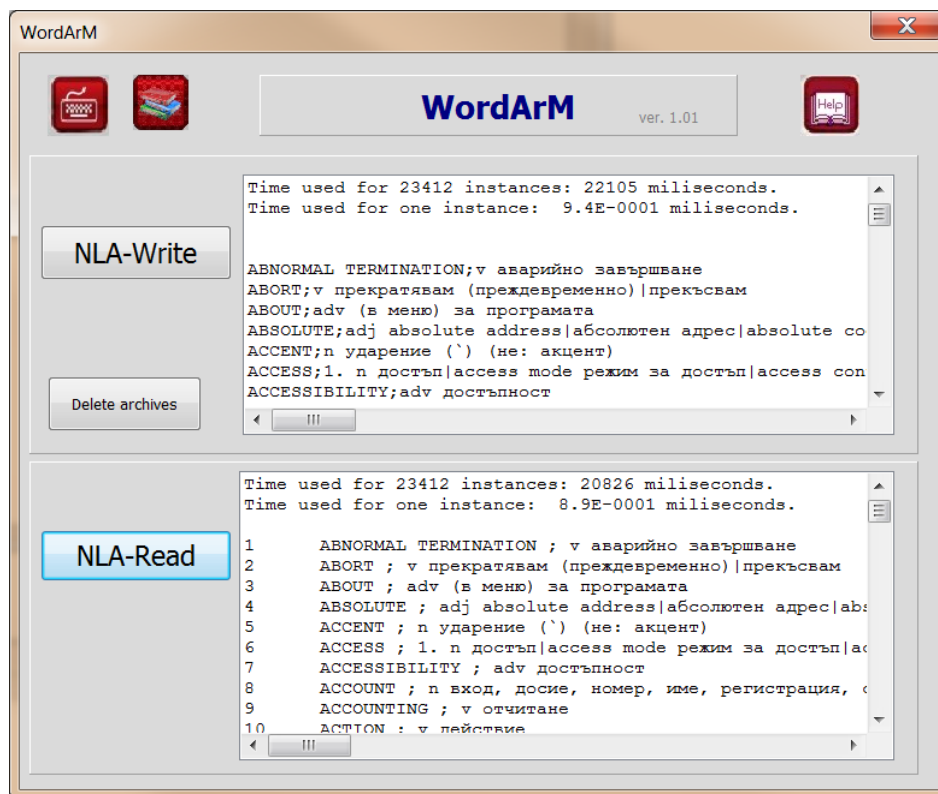 WordArM
WordArM ver. 1.01
Help
NLA-Write
Delete archives
Time used for 23412 instances: 22105 miliseconds.
Time used for one instance: 9.4E-0001 miliseconds.
ABNORMAL TERMINATION;v аварийно завършване
ABORT;v прекратявам (преждевременно)|прекъсвам
ABOUT;adv (в меню) за програмата
ABSOLUTE;adj absolute address|абсолютен адрес|absolute co
ACCENT;n ударение (`) (не: акцент)
ACCESS;1. n достъп|access mode режим за достъп|access con
ACCESSIBILITY;adv достъпност
NLA-Read
Time used for 23412 instances: 20826 miliseconds.
Time used for one instance: 8.9E-0001 miliseconds.
1 ABNORMAL TERMINATION ; v аварийно завършване
2 ABORT ; v прекратявам (преждевременно)|прекъсвам
3 ABOUT ; adv (в меню) за програмата
4 ABSOLUTE ; adj absolute address|абсолютен адрес|abs
5 ACCENT ; n ударение (`) (не: акцент)
6 ACCESS ; 1. n достъп|access mode режим за достъп|ac
7 ACCESSIBILITY ; adv достъпност
8 ACCOUNT ; n вход, досие, номер, име, регистрация,
9 ACCOUNTING ; v отчитане
10 ACTION ; v действие